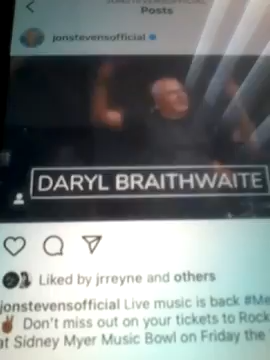 Posts
jonstevensofficial
DARYL BRAITHWAITE
Liked by jrreyne and others
jonstevensofficial Live music is back #Me
Don't miss out on your tickets to Rock
at Sidney Myer Music Bowl on Friday the